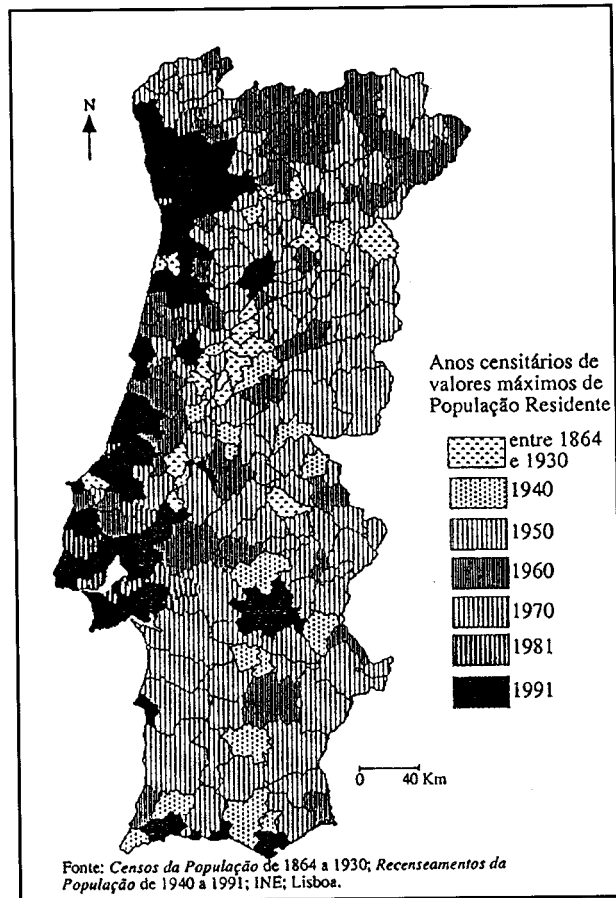 N
Anos censitários de
valores máximos de
População Residente
entre 1864
e 1930
1940
1950
1960
1970
1981
1991
0 40 Km
Fonte: Censos da População de 1864 a 1930; Recenseamentos da
População de 1940 a 1991; INE; Lisboa.